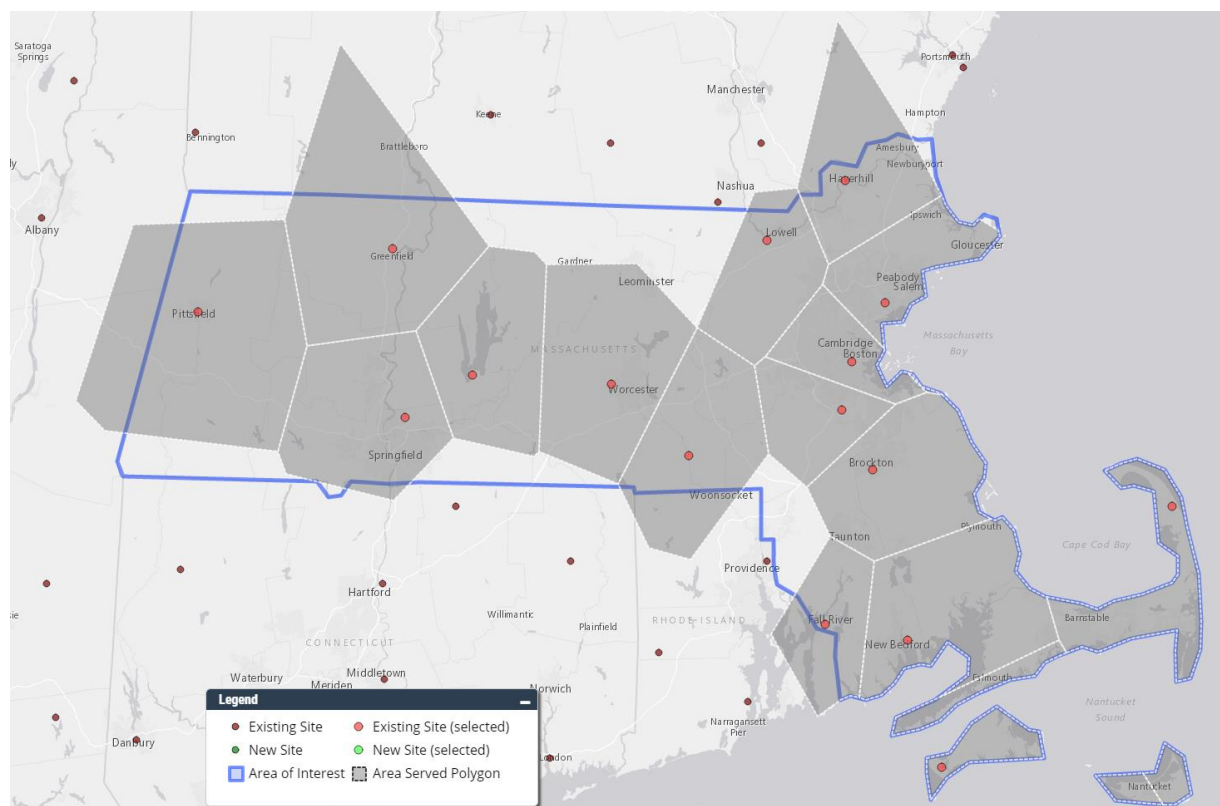 Saratoga
Springs
Portsmouth
Manchester
Keene
Hampton
Bennington
Brattleboro
Amesbury
Newburyport
Haverhill
Nashua
Albany
Ipswich
Lowell
Gloucester
Greenfield
Gardner
Leominster
Peabody
Salem
Pittsfield
Massachusetts
Bay
MASSACHUSETTS
Cambridge
Boston
Worcester
Springfield
Brockton
Woonsocket
Plymouth
Taunton
Cape Cod Bay
Providence
Hartford
Willimantic
Plainfield
RHODE ISLAND
Fall River
Barnstable
CONNECTICUT
New Bedford
Middletown
Waterbury
Meriden
Falmouth
Norwich
Nantucket
Sound
Narragansett
Pier
Danbury
London
Nantucket
Legend
Existing Site
Existing Site (selected)
New Site
New Site (selected)
Area of Interest
Area Served Polygon